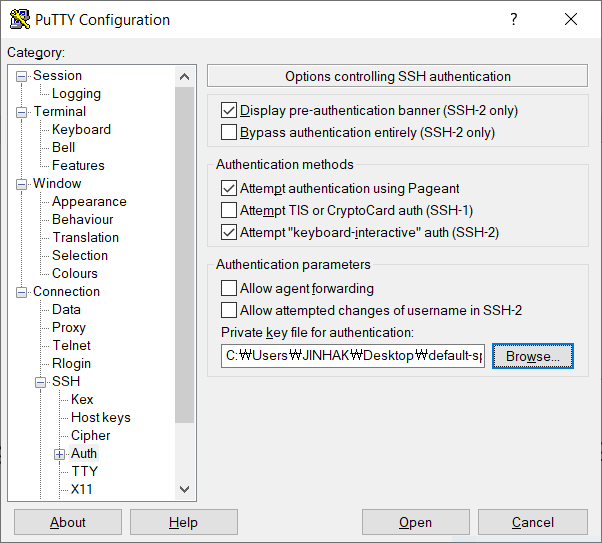 PuTTY Configuration
?
Category:
Session
Logging
Terminal
Keyboard
Bell
Features
Window
Appearance
Behaviour
Translation
Selection
Colours
Connection
Data
Proxy
Telnet
Rlogin
SSH
Kex
Host keys
Cipher
Auth
TTY
X11
Options controlling SSH authentication
Display pre-authentication banner (SSH-2 only)
Bypass authentication entirely (SSH-2 only)
Authentication methods
Attempt authentication using Pageant
Attempt TIS or CryptoCard auth (SSH-1)
Attempt "keyboard-interactive" auth (SSH-2)
Authentication parameters
Allow agent forwarding
Allow attempted changes of username in SSH-2
Private key file for authentication:
C:₩Users₩JINHAK₩Desktop₩default-sp
Browse...
About
Help
Open
Cancel